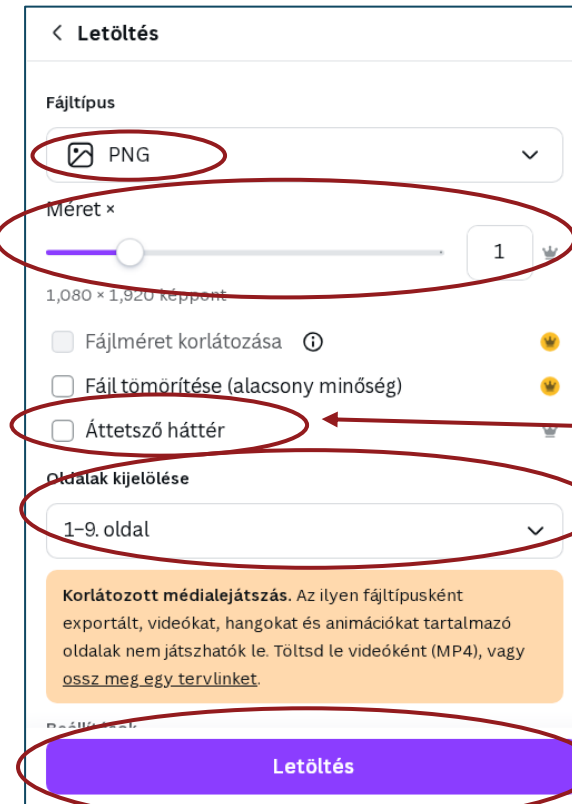 Letöltés
Fájltípus
PNG
Méret ×
1
1,080 × 1,920 képpont
Fájlméret korlátozása
Fájl tömörítése (alacsony minőség)
Áttetsző háttér
Oldalak kijelölése
1–9. oldal
Korlátozott médialejátszás. Az ilyen fájltípusként
exportált, videókat, hangokat és animációkat tartalmazó
oldalak nem játszhatók le. Töltsd le videóként (MP4), vagy
ossz meg egy tervlinket.
Beállítások
Letöltés